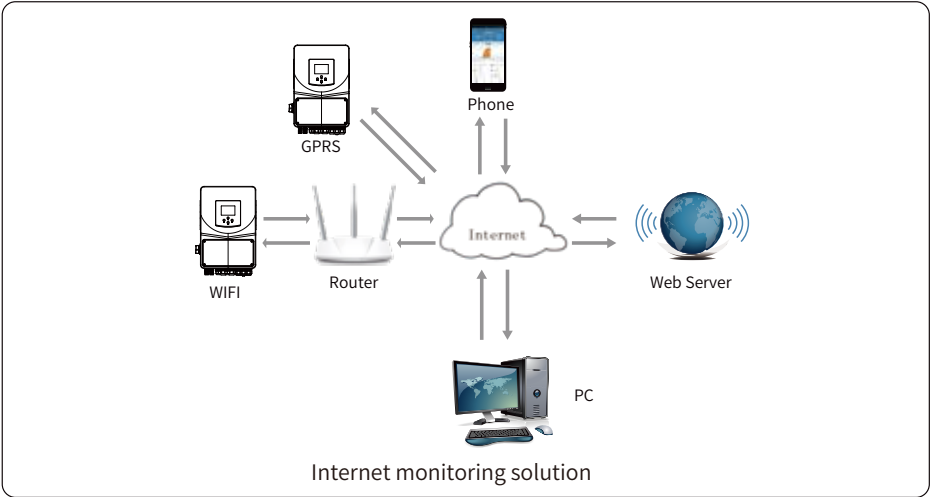 Phone
GPRS
Internet
WIFI
Router
Web Server
PC
Internet monitoring solution